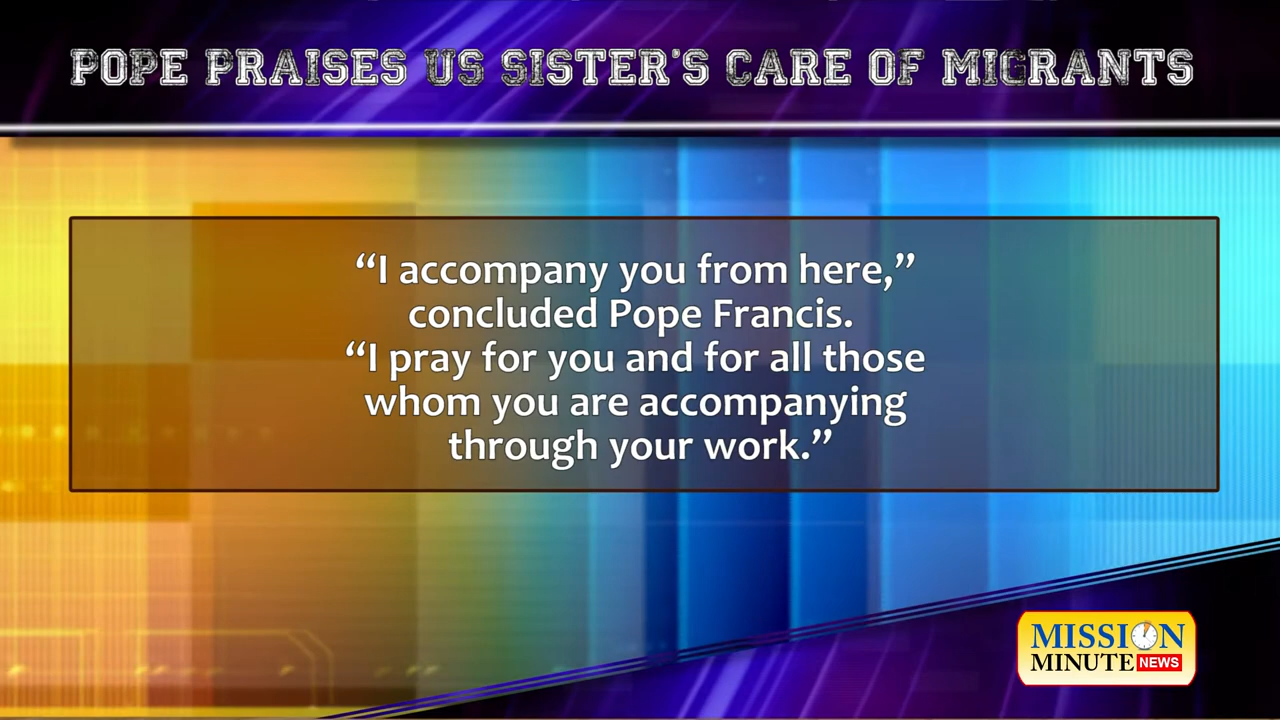 POPE PRAISES US SISTER'S CARE OF MIGRANTS
“I accompany you from here,”
concluded Pope Francis.
“I pray for you and for all those
whom you are accompanying
through your work.”
MISSION
MINUTE NEWS